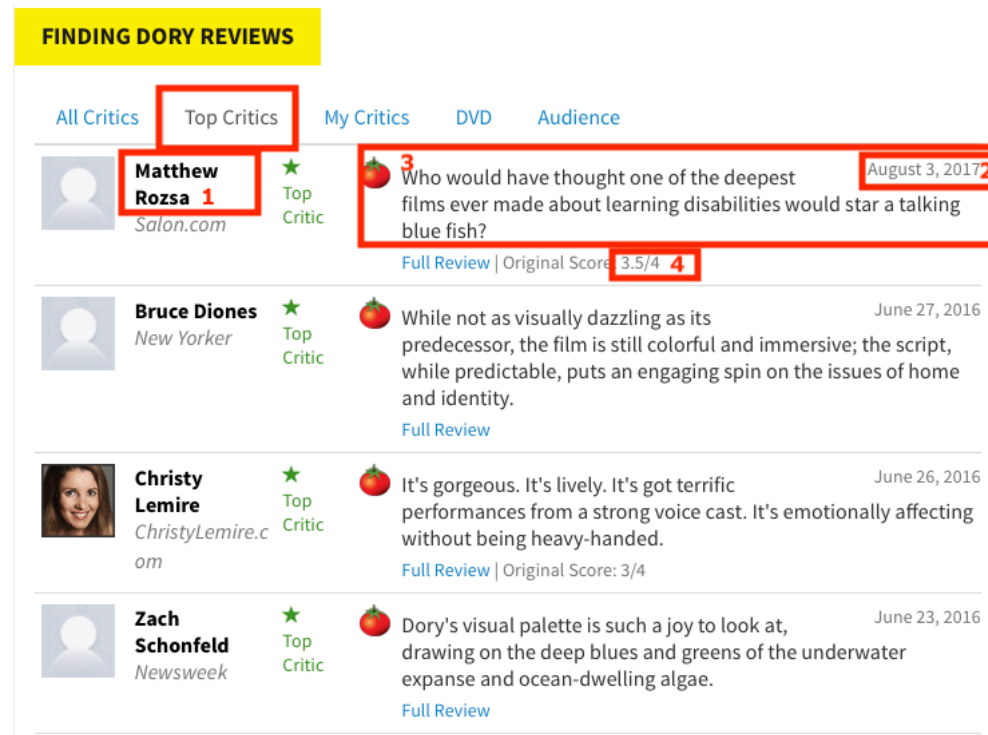 FINDING DORY REVIEWS
All Critics Top Critics My Critics DVD Audience
Matthew
Rozsa 1
Salon.com
★
Top
Critic
3
August 3, 2017 2
Who would have thought one of the deepest
films ever made about learning disabilities would star a talking
blue fish?
Full Review | Original Score 3.5/4 4
Bruce Diones
New Yorker
★
Top
Critic
June 27, 2016
While not as visually dazzling as its
predecessor, the film is still colorful and immersive; the script,
while predictable, puts an engaging spin on the issues of home
and identity.
Full Review
Christy
Lemire
ChristyLemire.c
om
★
Top
Critic
June 26, 2016
It's gorgeous. It's lively. It's got terrific
performances from a strong voice cast. It's emotionally affecting
without being heavy-handed.
Full Review | Original Score: 3/4
Zach
Schonfeld
Newsweek
★
Top
Critic
June 23, 2016
Dory's visual palette is such a joy to look at,
drawing on the deep blues and greens of the underwater
expanse and ocean-dwelling algae.
Full Review